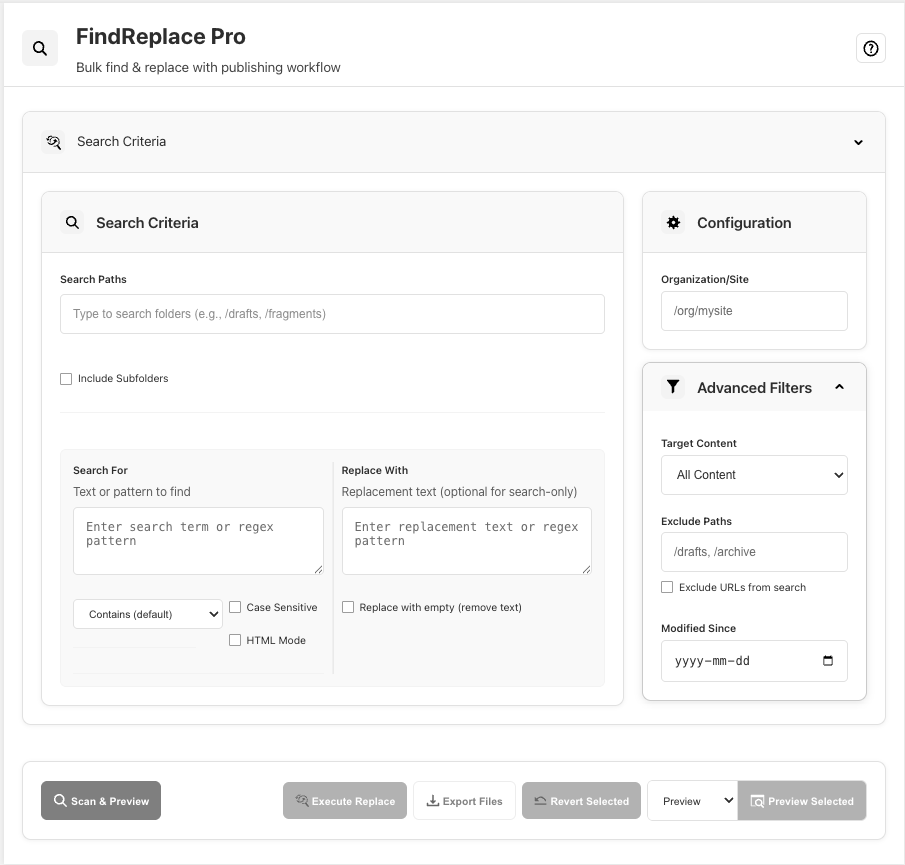 FindReplace Pro
Bulk find & replace with publishing workflow
Search Criteria
Search Criteria
Search Paths
Type to search folders (e.g., /drafts, /fragments)
Include Subfolders
Search For
Text or pattern to find
Enter search term or regex
pattern
Contains (default)
Case Sensitive
HTML Mode
Replace With
Replacement text (optional for search-only)
Enter replacement text or regex
pattern
Replace with empty (remove text)
Configuration
Organization/Site
/org/mysite
Advanced Filters
Target Content
All Content
Exclude Paths
/drafts, /archive
Exclude URLs from search
Modified Since
yyyy-mm-dd
Scan & Preview
Execute Replace
Export Files
Revert Selected
Preview
Preview Selected